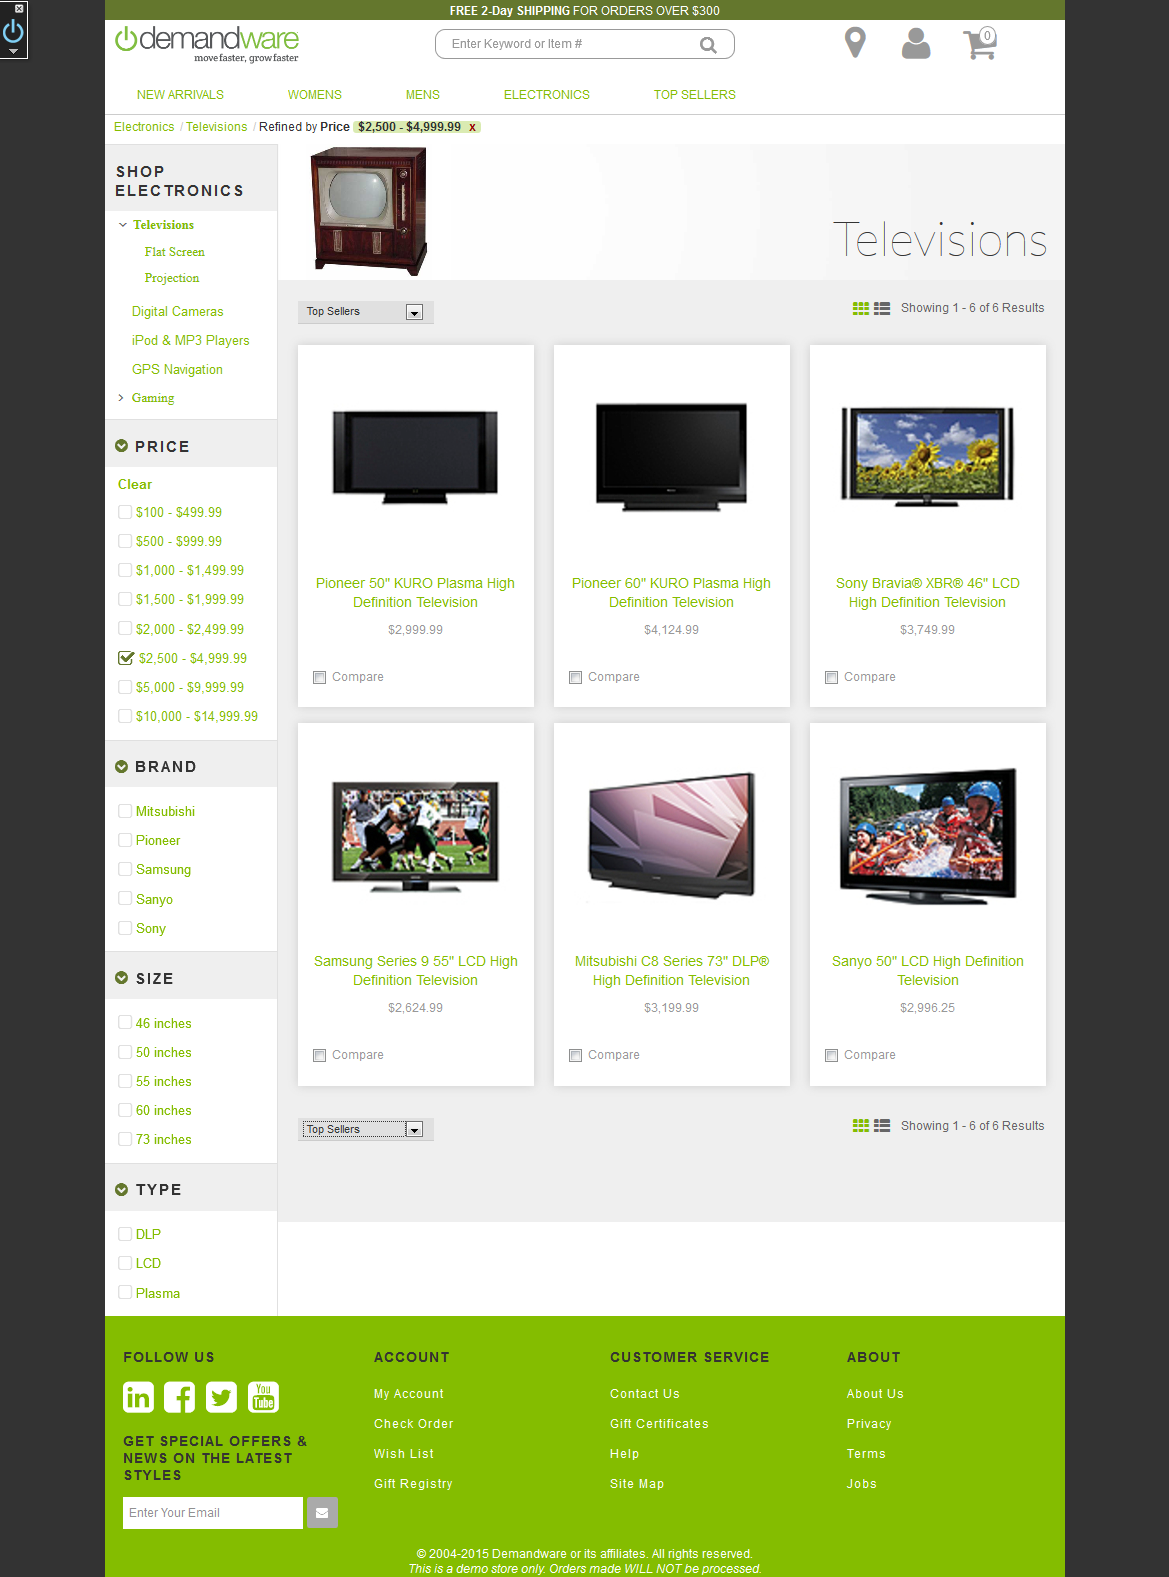 FREE 2-Day SHIPPING FOR ORDERS OVER $300
demandware
move faster, grow faster
Enter Keyword or Item #
0
NEW ARRIVALS WOMENS MENS ELECTRONICS TOP SELLERS
Electronics / Televisions / Refined by Price $2,500 - $4,999.99 x
SHOP
ELECTRONICS
Televisions
Flat Screen
Projection
Digital Cameras
iPod & MP3 Players
GPS Navigation
Gaming
PRICE
Clear
$100 - $499.99
$500 - $999.99
$1,000 - $1,499.99
$1,500 - $1,999.99
$2,000 - $2,499.99
$2,500 - $4,999.99
$5,000 - $9,999.99
$10,000 - $14,999.99
BRAND
Mitsubishi
Pioneer
Samsung
Sanyo
Sony
SIZE
46 inches
50 inches
55 inches
60 inches
73 inches
TYPE
DLP
LCD
Plasma
Televisions
Top Sellers
Showing 1 - 6 of 6 Results
Pioneer 50" KURO Plasma High
Definition Television
$2,999.99
Compare
Pioneer 60" KURO Plasma High
Definition Television
$4,124.99
Compare
Sony Bravia® XBR® 46" LCD
High Definition Television
$3,749.99
Compare
Samsung Series 9 55" LCD High
Definition Television
$2,624.99
Compare
Mitsubishi C8 Series 73" DLP®
High Definition Television
$3,199.99
Compare
Sanyo 50" LCD High Definition
Television
$2,996.25
Compare
Top Sellers
Showing 1 - 6 of 6 Results
FOLLOW US
in
You
Tube
GET SPECIAL OFFERS &
NEWS ON THE LATEST
STYLES
Enter Your Email
ACCOUNT
My Account
Check Order
Wish List
Gift Registry
CUSTOMER SERVICE
Contact Us
Gift Certificates
Help
Site Map
ABOUT
About Us
Privacy
Terms
Jobs
© 2004-2015 Demandware or its affiliates. All rights reserved.
This is a demo store only. Orders made WILL NOT be processed.